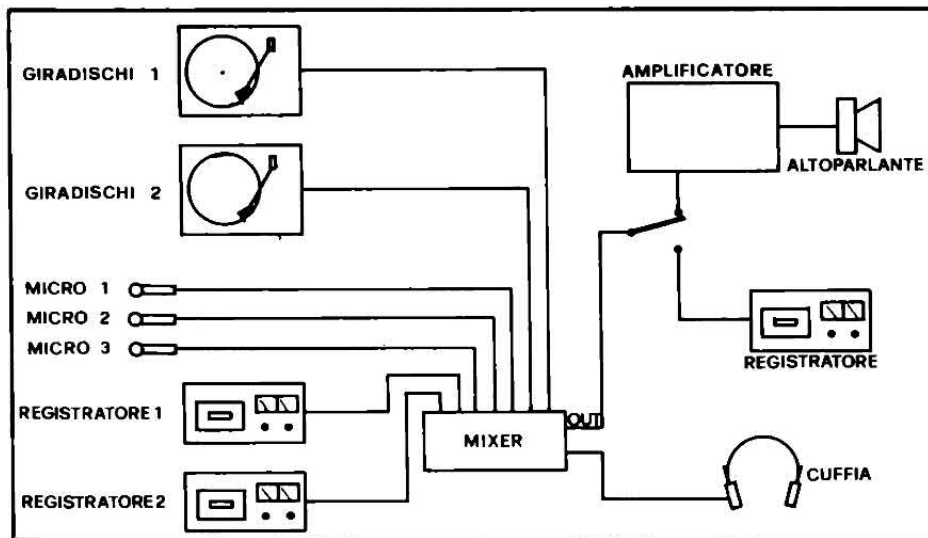 GIRADISCHI 1
AMPLIFICATORE
ALTOPARLANTE
GIRADISCHI 2
MICRO 1
MICRO 2
MICRO 3
REGISTRATORE
REGISTRATORE 1
OUT
MIXER
CUFFIA
REGISTRATORE 2